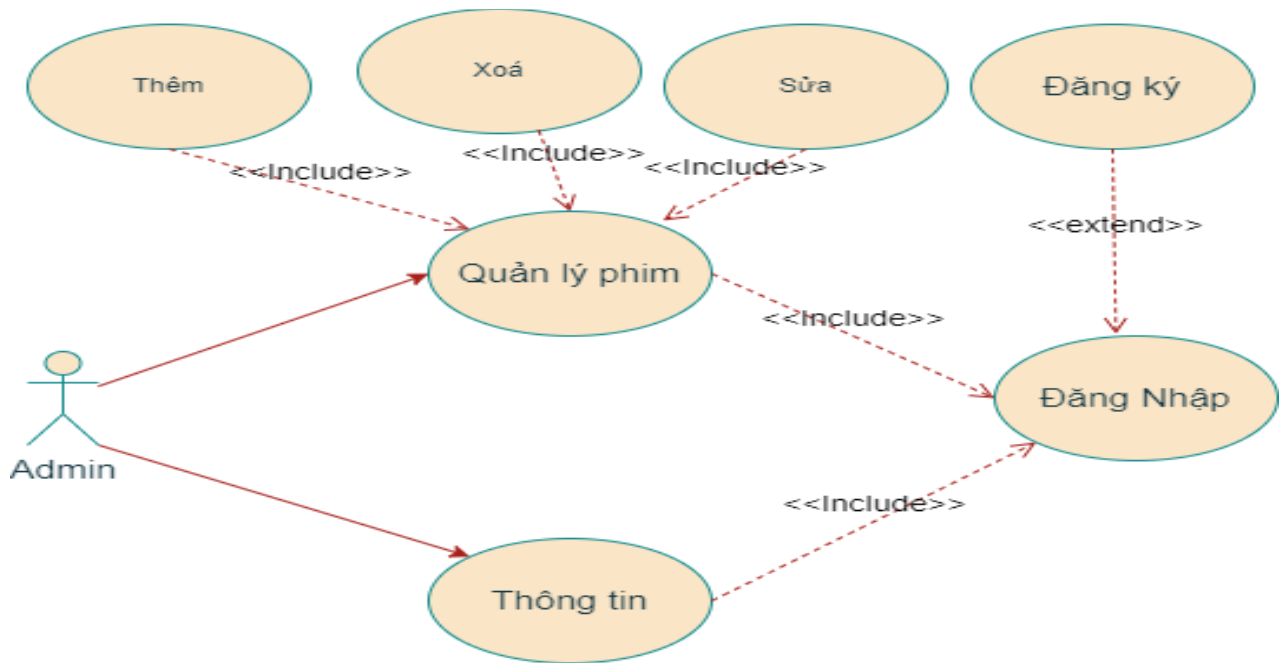 Thêm
Xoá
Sửa
Đăng ký
<<Include>>
<<Include>>
<<Include>>
<<extend>>
Quản lý phim
<<Include>>
Đăng Nhập
Admin
<<Include>>
Thông tin